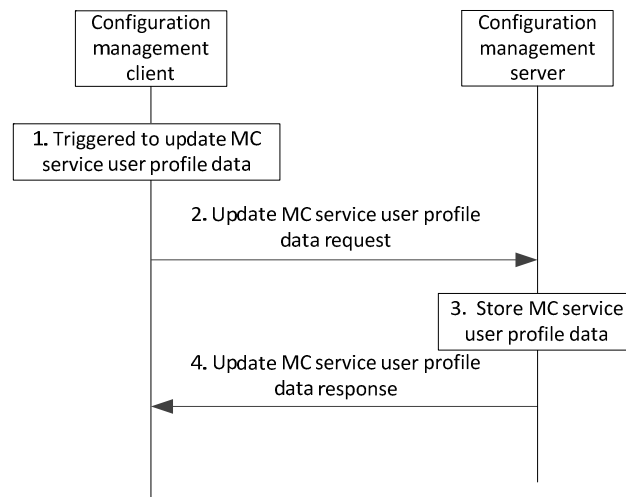 Configuration
management
client
Configuration
management
server
1. Triggered to update MC
service user profile data
2. Update MC service user profile
data request
3. Store MC service
user profile data
4. Update MC service user profile
data response